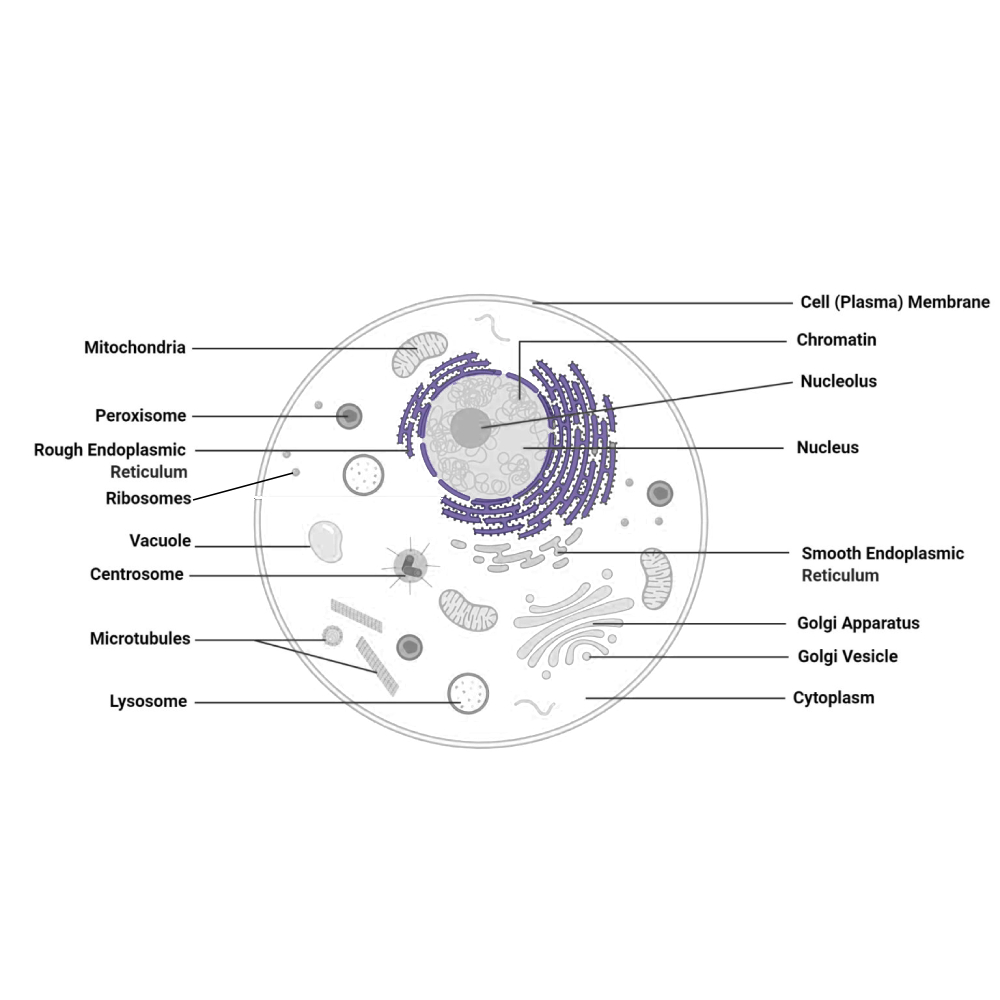 Cell (Plasma) Membrane
Chromatin
Mitochondria
Nucleolus
Peroxisome
Nucleus
Rough Endoplasmic
Reticulum
Ribosomes
Vacuole
Smooth Endoplasmic
Reticulum
Centrosome
Golgi Apparatus
Microtubules
Golgi Vesicle
Cytoplasm
Lysosome